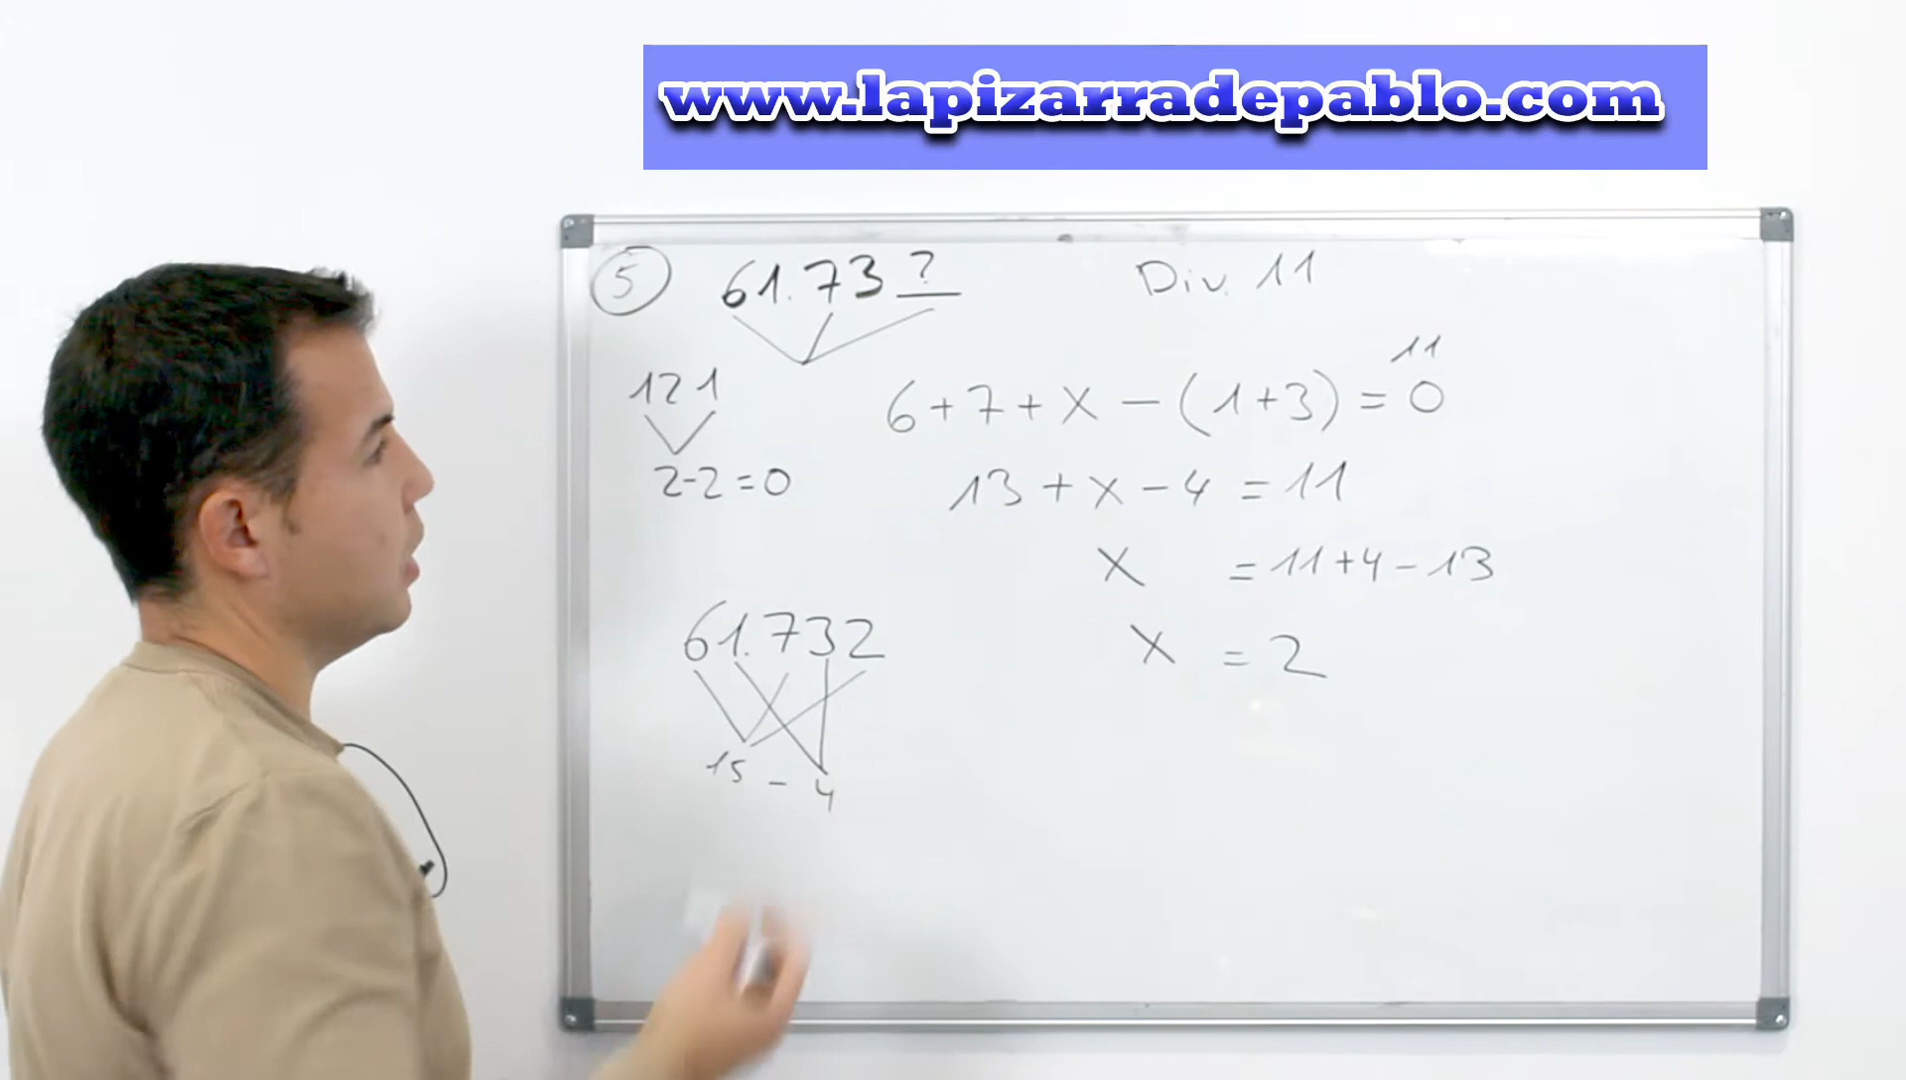 www.lapizarradepablo.com
5 61.73? Div. 11
121
2-2=0
11
6+7+x-(1+3)=0
13+x-4=11
x =11+4-13
x =2
61.732
15-4